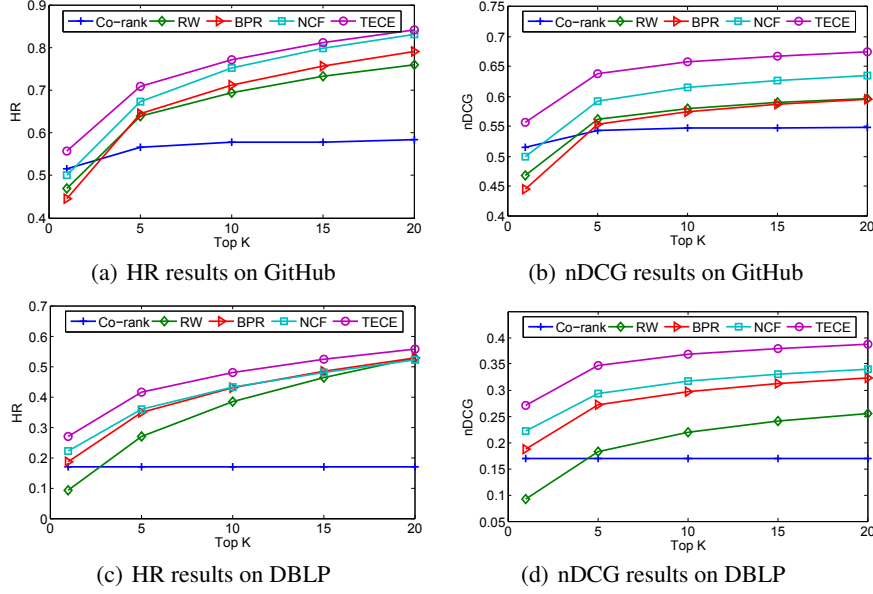 Co-rank RW BPR NCF TECE
HR
0.9
0.8
0.7
0.6
0.5
0.4
0 5 10 15 20
Top K
(a) HR results on GitHub
Co-rank RW BPR NCF TECE
nDCG
0.75
0.7
0.65
0.6
0.55
0.5
0.45
0.4
0 5 10 15 20
Top K
(b) nDCG results on GitHub
Co-rank RW BPR NCF TECE
HR
0.7
0.6
0.5
0.4
0.3
0.2
0.1
0
0 5 10 15 20
Top K
(c) HR results on DBLP
Co-rank RW BPR NCF TECE
nDCG
0.4
0.35
0.3
0.25
0.2
0.15
0.1
0.05
0 5 10 15 20
Top K
(d) nDCG results on DBLP